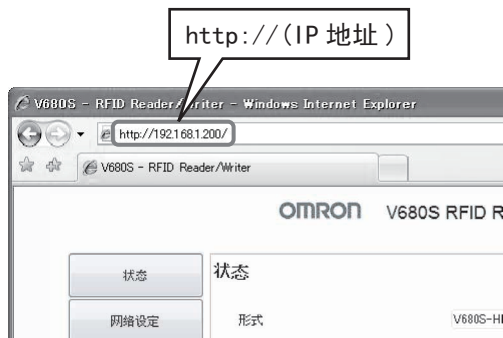 http://(IP 地址 )
V680S - RFID Reader/Writer - Windows Internet Explorer
http://192.168.1.200/
V680S - RFID Reader/Writer
OMRON V680S RFID R
状态
状态
网络设定
形式
V680S-H